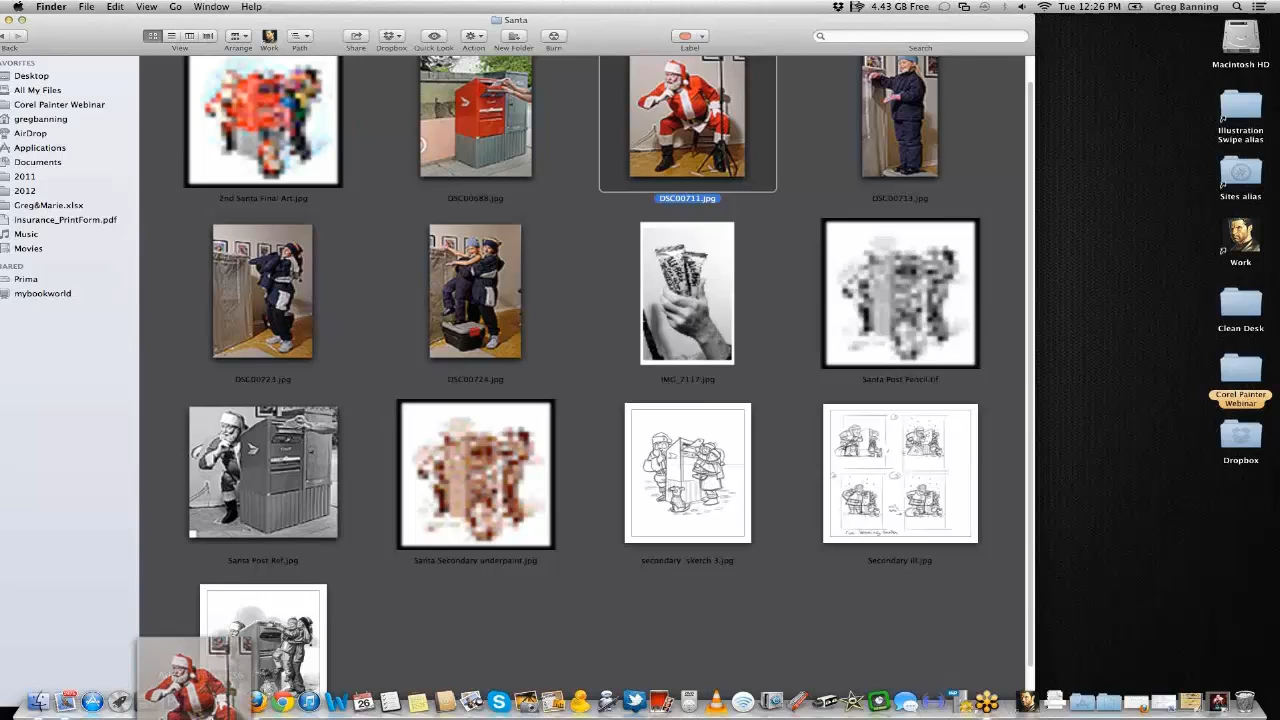 Finder File Edit View Go Window Help 4.43 GB Free Tue 12:26 PM Greg Banning
Santa
Back View Arrange Work Path Share Dropbox Quick Look Action New Folder Burn Label Search
AVORITES
Desktop
All My Files
Corel Painter Webinar
gregbanning
AirDrop
Applications
Documents
2011
2012
Greg&Marie.xlsx
Insurance_PrintForm.pdf
Music
Movies
HARED
Prima
mybookworld
2nd Santa Final Art.jpg DSC00688.jpg DSC00711.jpg DSC00713.jpg
DSC00723.jpg DSC00724.jpg IMG_7117.jpg Santa Post Pencil.tif
Santa Post Ref.jpg Santa Secondary underpaint.jpg secondary sketch 3.jpg Secondary ill.jpg
Macintosh HD
Illustration
Swipe alias
Sites alias
Work
Clean Desk
Corel Painter
Webinar
Dropbox
26